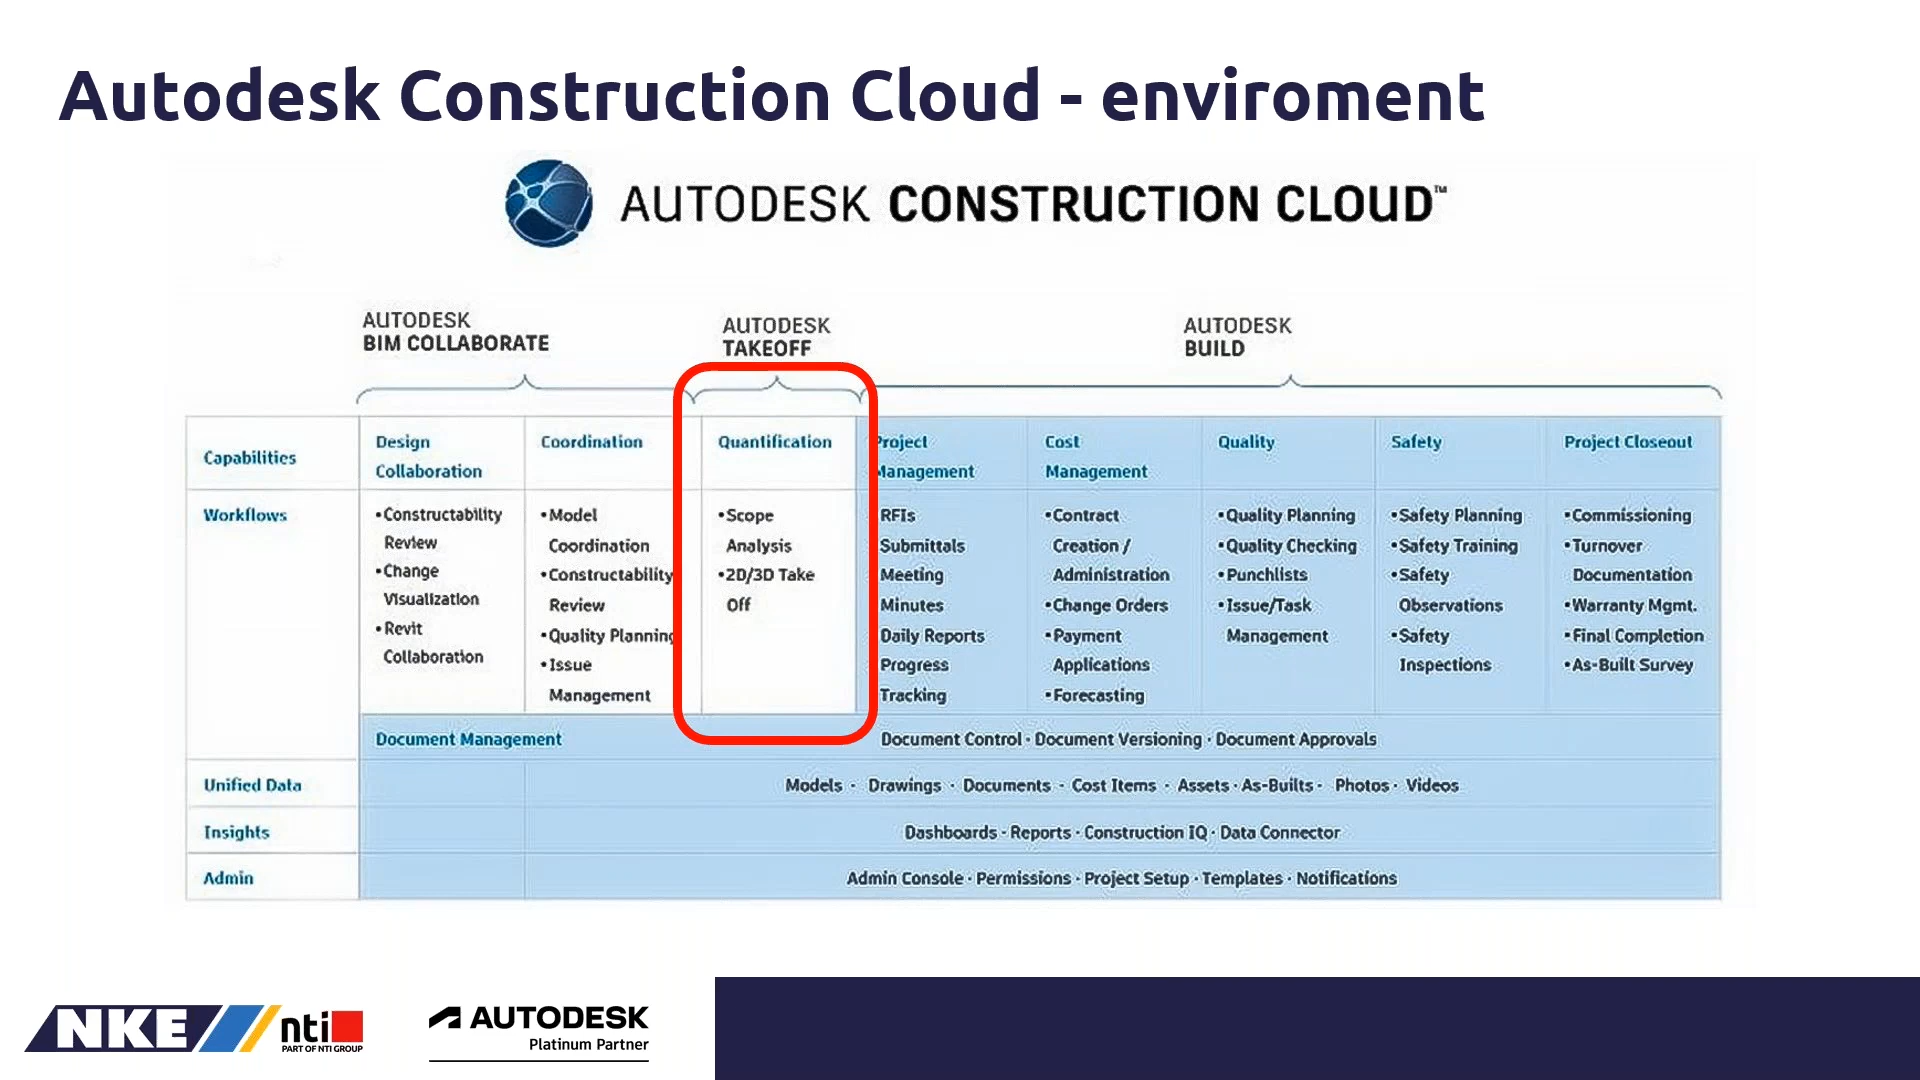 Autodesk Construction Cloud - enviroment
AUTODESK CONSTRUCTION CLOUD™
AUTODESK
BIM COLLABORATE
AUTODESK
TAKEOFF
AUTODESK
BUILD
Capabilities
Design
Collaboration
Coordination
Quantification
Project
Management
Cost
Management
Quality
Safety
Project Closeout
Workflows
•Constructability
Review
•Change
Visualization
•Revit
Collaboration
•Model
Coordination
•Constructability
Review
•Quality Planning
•Issue
Management
•Scope
Analysis
•2D/3D Take
Off
RFIs
Submittals
Meeting
Minutes
Daily Reports
Progress
Tracking
•Contract
Creation /
Administration
•Change Orders
•Payment
Applications
•Forecasting
•Quality Planning
•Quality Checking
•Punchlists
•Issue/Task
Management
•Safety Planning
•Safety Training
•Safety
Observations
•Safety
Inspections
•Commissioning
•Turnover
Documentation
•Warranty Mgmt.
•Final Completion
•As-Built Survey
Document Management
Document Control · Document Versioning · Document Approvals
Unified Data
Models · Drawings · Documents · Cost Items · Assets · As-Builts · Photos · Videos
Insights
Dashboards · Reports · Construction IQ · Data Connector
Admin
Admin Console · Permissions · Project Setup · Templates · Notifications
NKE
nti
PART OF NTI GROUP
AUTODESK
Platinum Partner